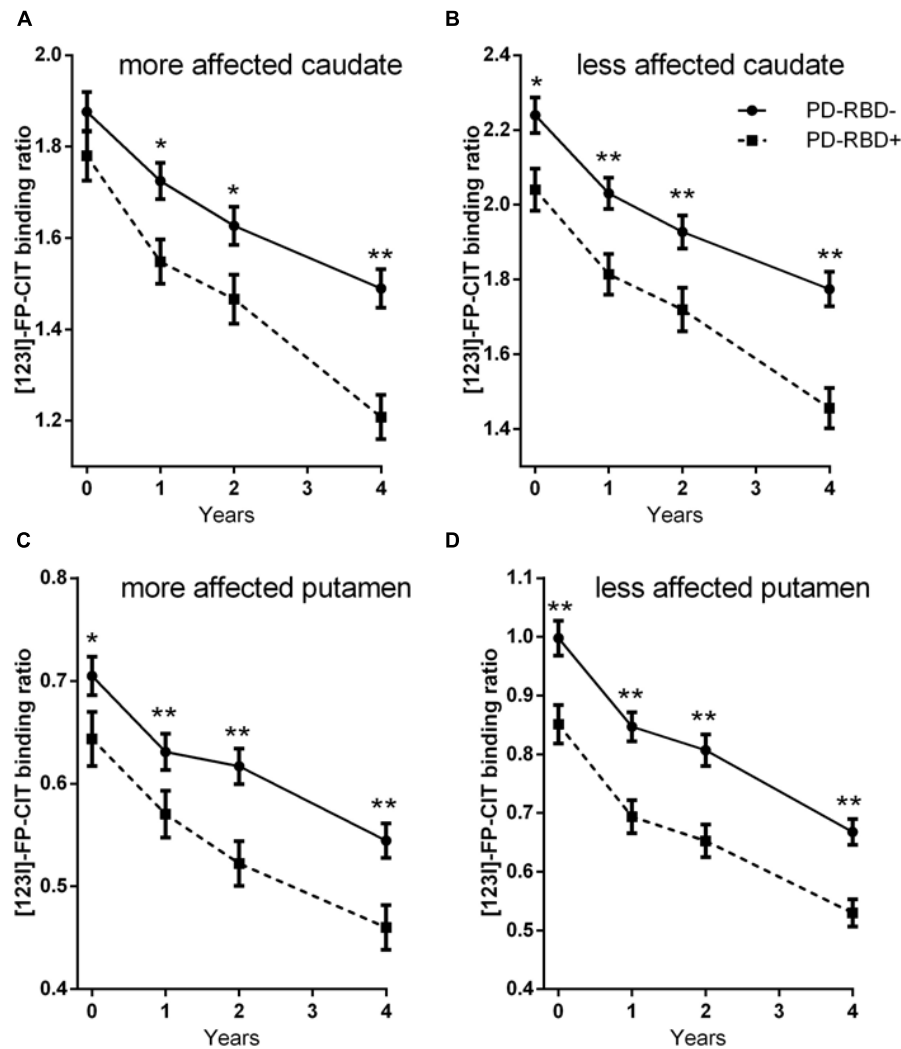 A
more affected caudate
[123I]-FP-CIT binding ratio
2.0
1.8
1.6
1.4
1.2
*
*
**
0 1 2 3 4
Years
B
less affected caudate
PD-RBD-
PD-RBD+
[123I]-FP-CIT binding ratio
2.4
2.2
2.0
1.8
1.6
1.4
*
**
**
**
0 1 2 3 4
Years
C
more affected putamen
[123I]-FP-CIT binding ratio
0.8
0.7
0.6
0.5
0.4
*
**
**
**
0 1 2 3 4
Years
D
less affected putamen
[123I]-FP-CIT binding ratio
1.1
1.0
0.9
0.8
0.7
0.6
0.5
0.4
**
**
**
**
0 1 2 3 4
Years